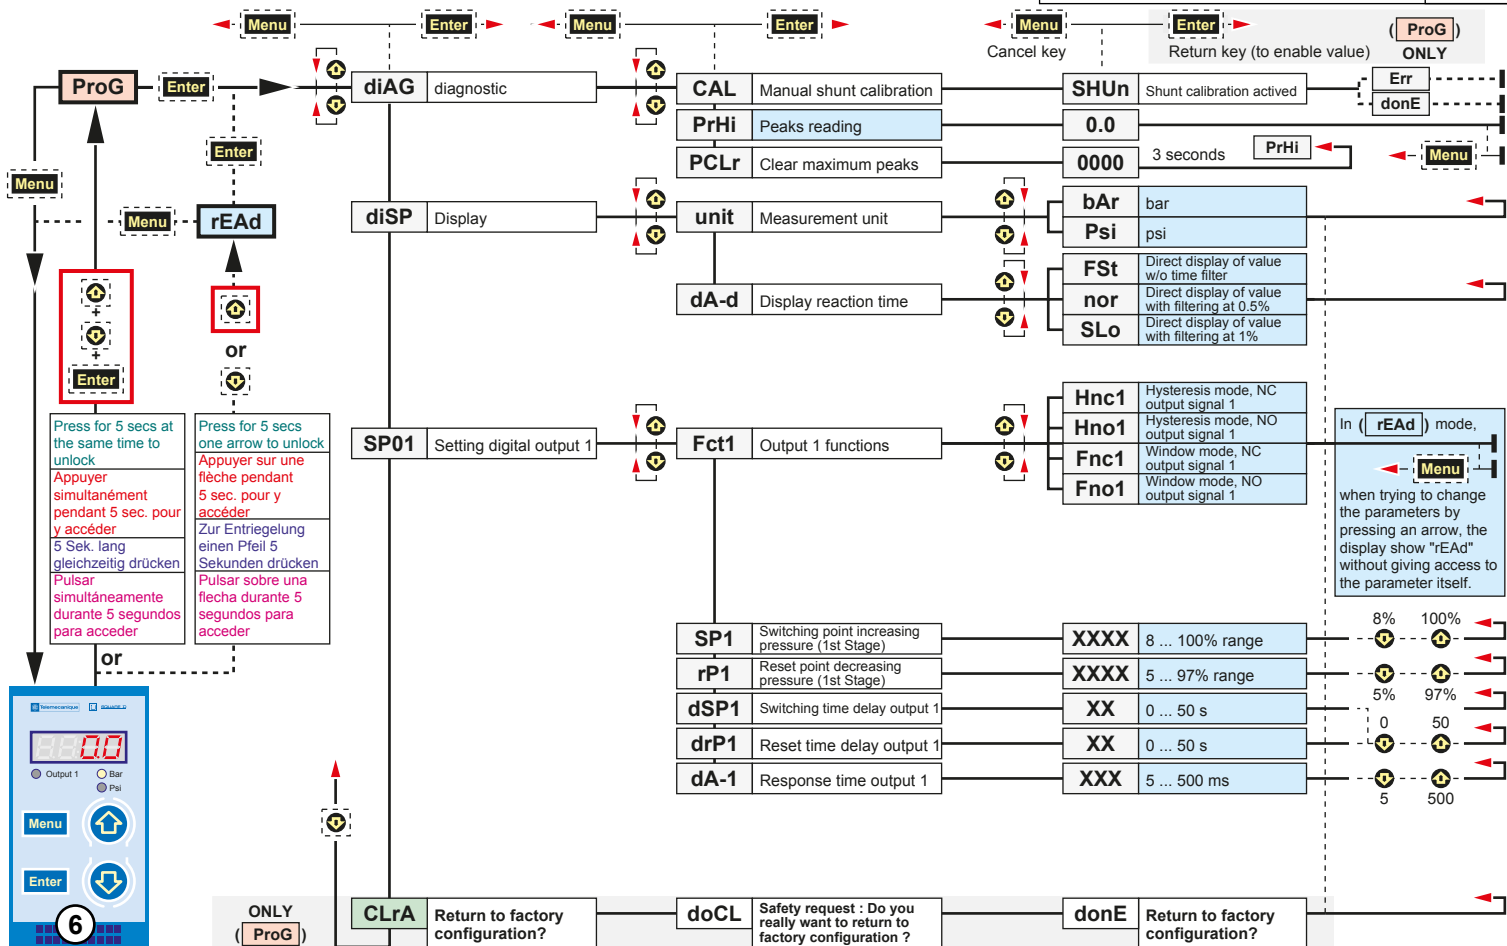 Menu
Enter
Menu
Enter
Menu
Enter
( ProG )
ONLY
Cancel key
Return key (to enable value)
ProG
Enter
diAG
diagnostic
CAL
Manual shunt calibration
SHUn
Shunt calibration actived
Err
donE
PrHi
Peaks reading
0.0
Menu
PCLr
Clear maximum peaks
0000
3 seconds
PrHi
Enter
Menu
Menu
rEAd
diSP
Display
unit
Measurement unit
bAr
bar
Psi
psi
dA-d
Display reaction time
FSt
Direct display of value
w/o time filter
nor
Direct display of value
with filtering at 0.5%
SLo
Direct display of value
with filtering at 1%
+
+
Enter
or
Press for 5 secs at
the same time to
unlock
Appuyer
simultanément
pendant 5 sec. pour
y accéder
5 Sek. lang
gleichzeitig drücken
Pulsar
simultáneamente
durante 5 segundos
para acceder
Press for 5 secs
one arrow to unlock
Appuyer sur une
flèche pendant
5 sec. pour y
accéder
Zur Entriegelung
einen Pfeil 5
Sekunden drücken
Pulsar sobre una
flecha durante 5
segundos para
acceder
or
SP01
Setting digital output 1
Fct1
Output 1 functions
Hnc1
Hysteresis mode, NC
output signal 1
Hno1
Hysteresis mode, NO
output signal 1
Fnc1
Window mode, NC
output signal 1
Fno1
Window mode, NO
output signal 1
In ( rEAd ) mode,
Menu
when trying to change
the parameters by
pressing an arrow, the
display show "rEAd"
without giving access to
the parameter itself.
SP1
Switching point increasing
pressure (1st Stage)
XXXX
8 ... 100% range
8% 100%
rP1
Reset point decreasing
pressure (1st Stage)
XXXX
5 ... 97% range
5% 97%
dSP1
Switching time delay output 1
XX
0 ... 50 s
0 50
drP1
Reset time delay output 1
XX
0 ... 50 s
dA-1
Response time output 1
XXX
5 ... 500 ms
5 500
Telemecanique
SQUARE D
0.0
Output 1
Bar
Psi
Menu
Enter
6
ONLY
( ProG )
CLrA
Return to factory
configuration?
doCL
Safety request : Do you
really want to return to
factory configuration ?
donE
Return to factory
configuration?